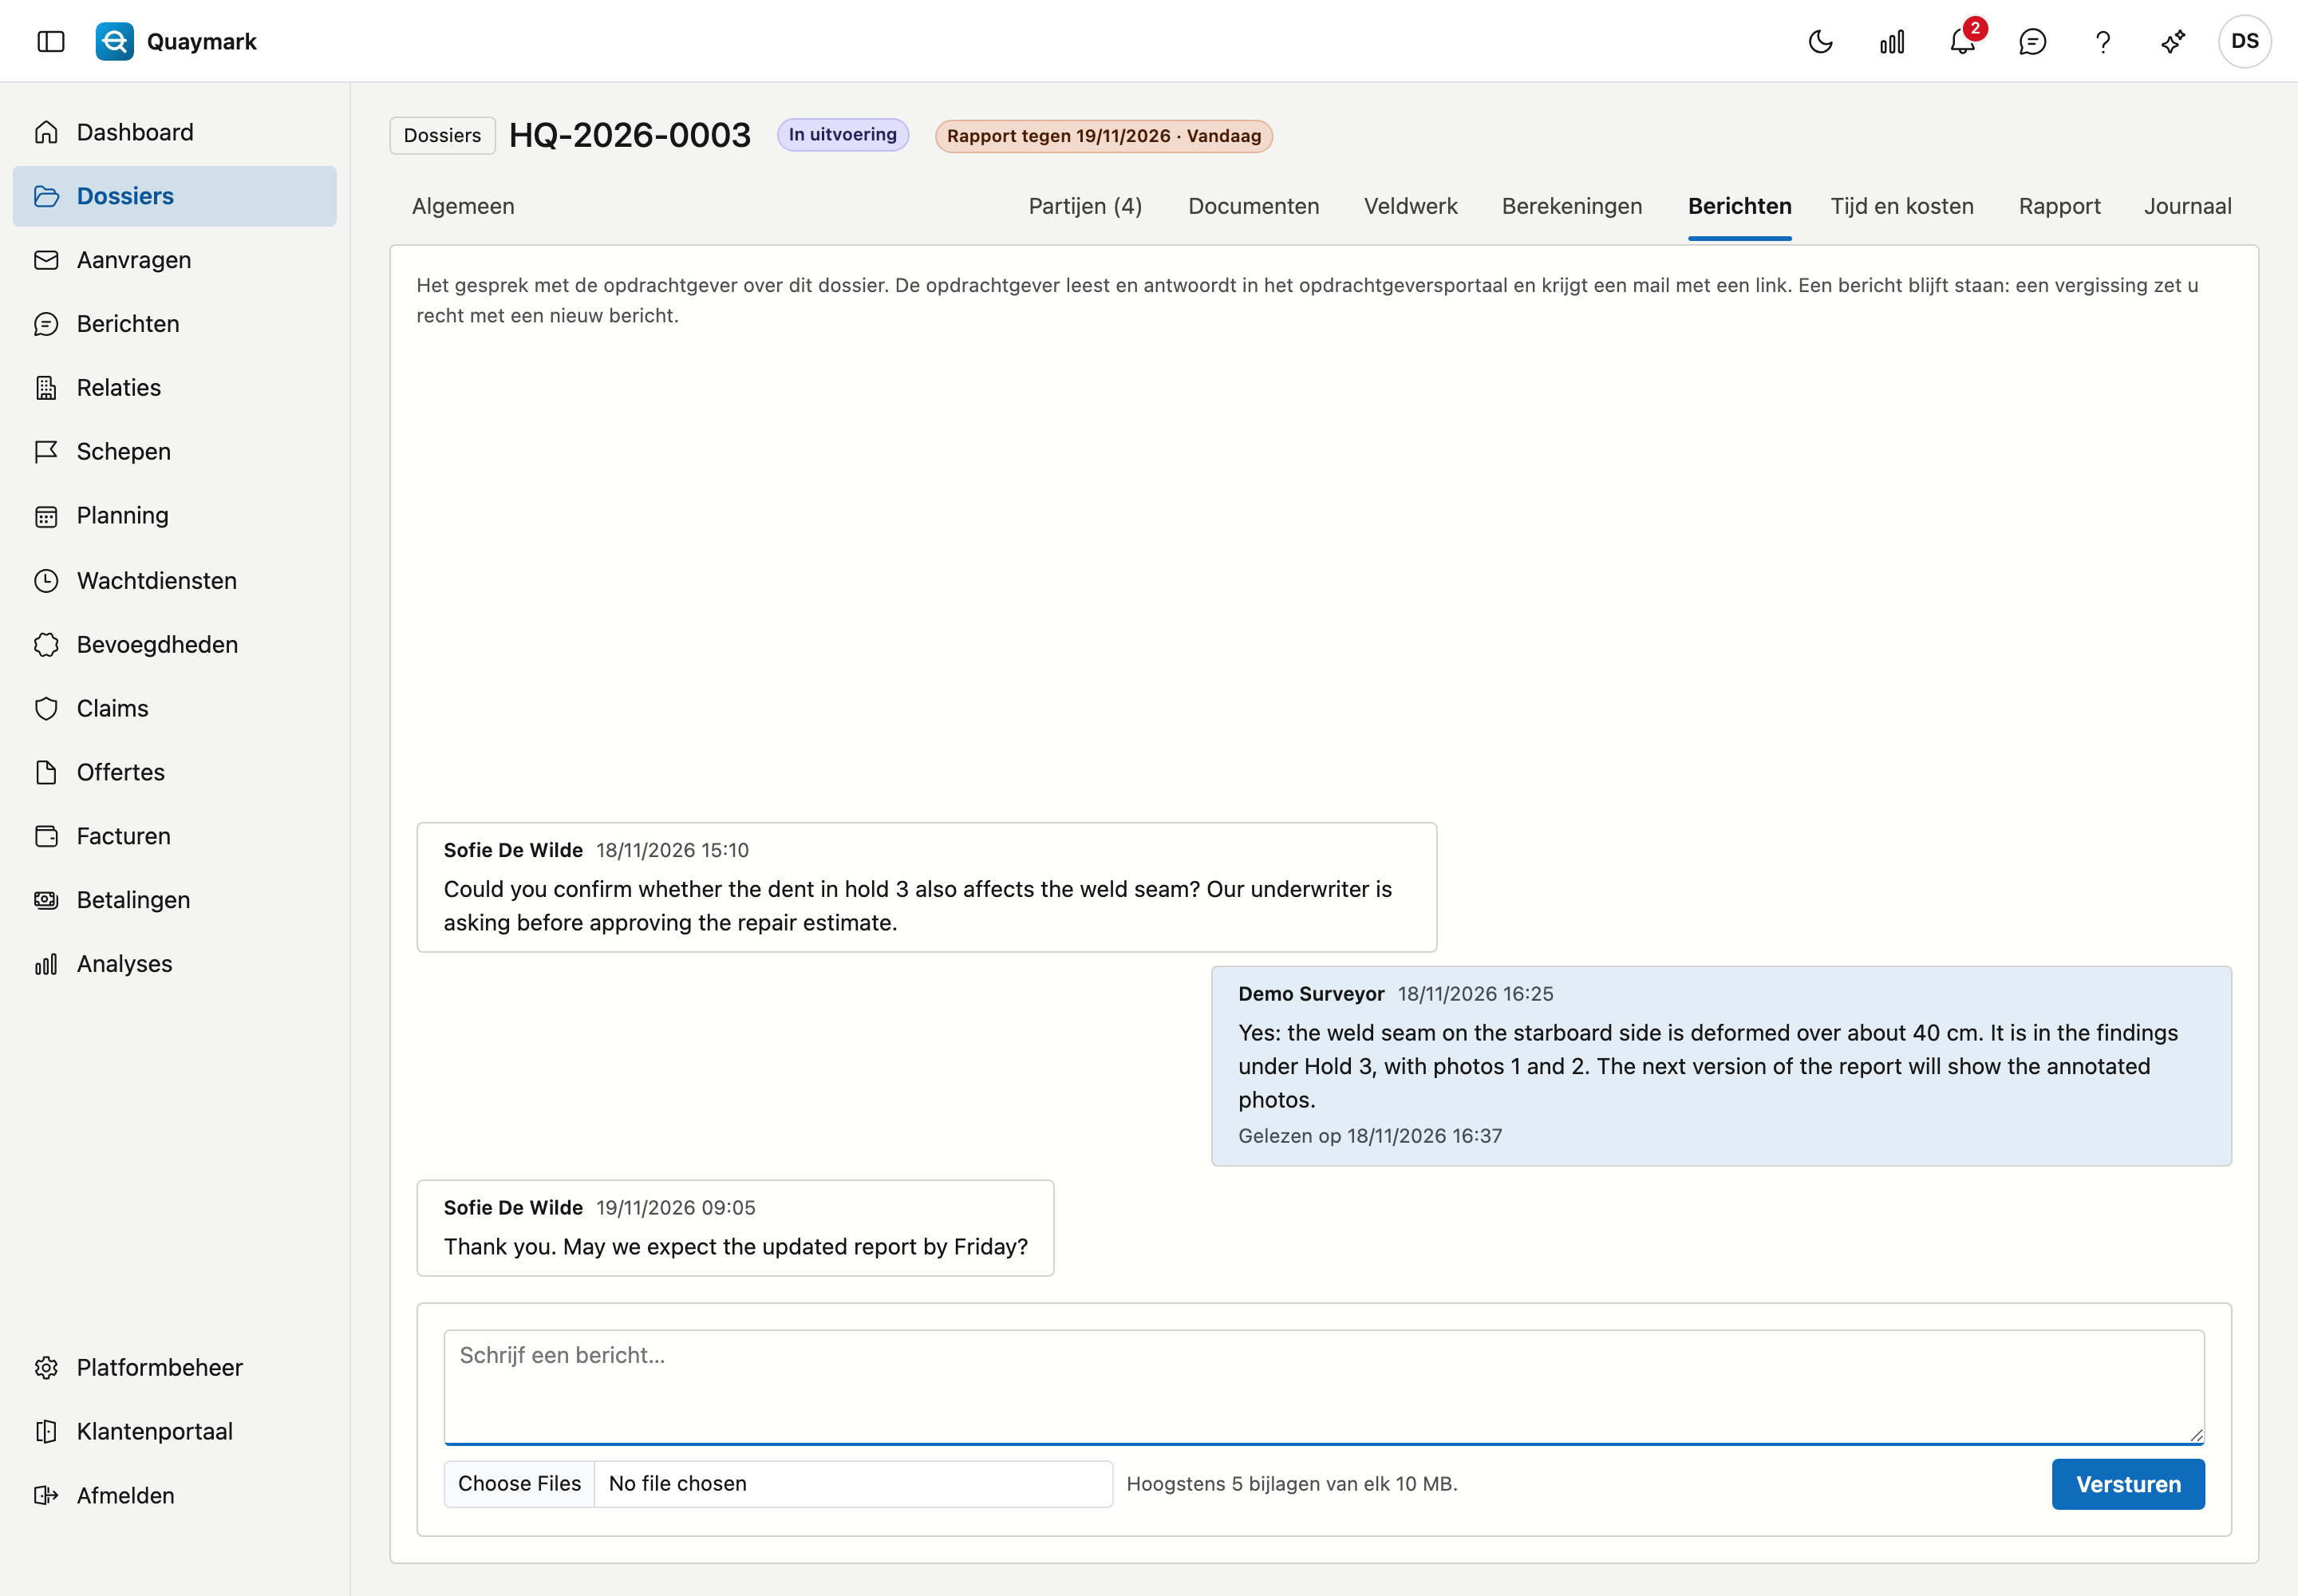 Quaymark
2
DS
Dashboard
Dossiers
Aanvragen
Berichten
Relaties
Schepen
Planning
Wachtdiensten
Bevoegdheden
Claims
Offertes
Facturen
Betalingen
Analyses
Platformbeheer
Klantenportaal
Afmelden
Dossiers HQ-2026-0003 In uitvoering Rapport tegen 19/11/2026 · Vandaag
Algemeen Partijen (4) Documenten Veldwerk Berekeningen Berichten Tijd en kosten Rapport Journaal
Het gesprek met de opdrachtgever over dit dossier. De opdrachtgever leest en antwoordt in het opdrachtgeversportaal en krijgt een mail met een link. Een bericht blijft staan: een vergissing zet u
recht met een nieuw bericht.
Sofie De Wilde 18/11/2026 15:10
Could you confirm whether the dent in hold 3 also affects the weld seam? Our underwriter is
asking before approving the repair estimate.
Demo Surveyor 18/11/2026 16:25
Yes: the weld seam on the starboard side is deformed over about 40 cm. It is in the findings
under Hold 3, with photos 1 and 2. The next version of the report will show the annotated
photos.
Gelezen op 18/11/2026 16:37
Sofie De Wilde 19/11/2026 09:05
Thank you. May we expect the updated report by Friday?
Schrijf een bericht...
Choose Files No file chosen Hoogstens 5 bijlagen van elk 10 MB. Versturen